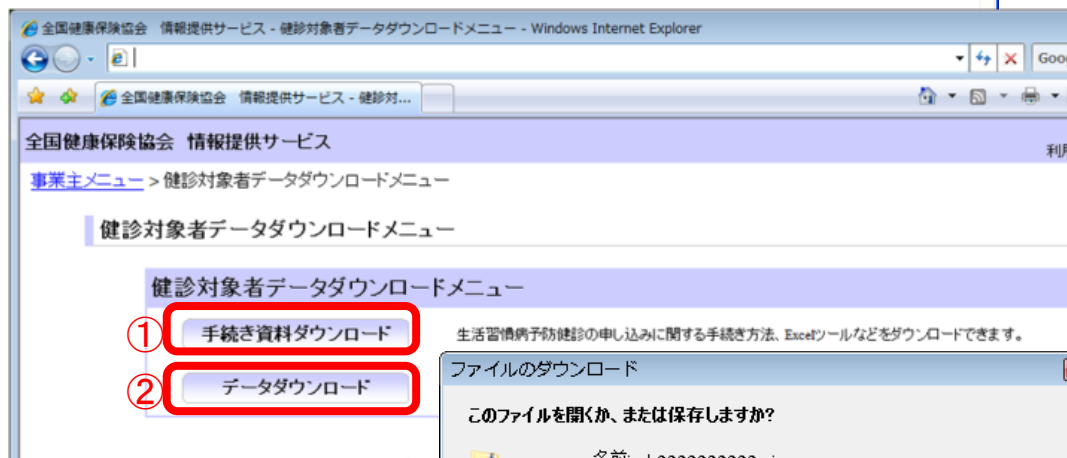 全国健康保険協会　情報提供サービス - 健診対象者データダウンロードメニュー - Windows Internet Explorer
全国健康保険協会　情報提供サービス - 健診対...
全国健康保険協会　情報提供サービス
事業主メニュー > 健診対象者データダウンロードメニュー
健診対象者データダウンロードメニュー
健診対象者データダウンロードメニュー
① 手続き資料ダウンロード 生活習慣病予防健診の申し込みに関する手続き方法、Excelツールなどをダウンロードできます。
② データダウンロード
ファイルのダウンロード
このファイルを開くか、または保存しますか?